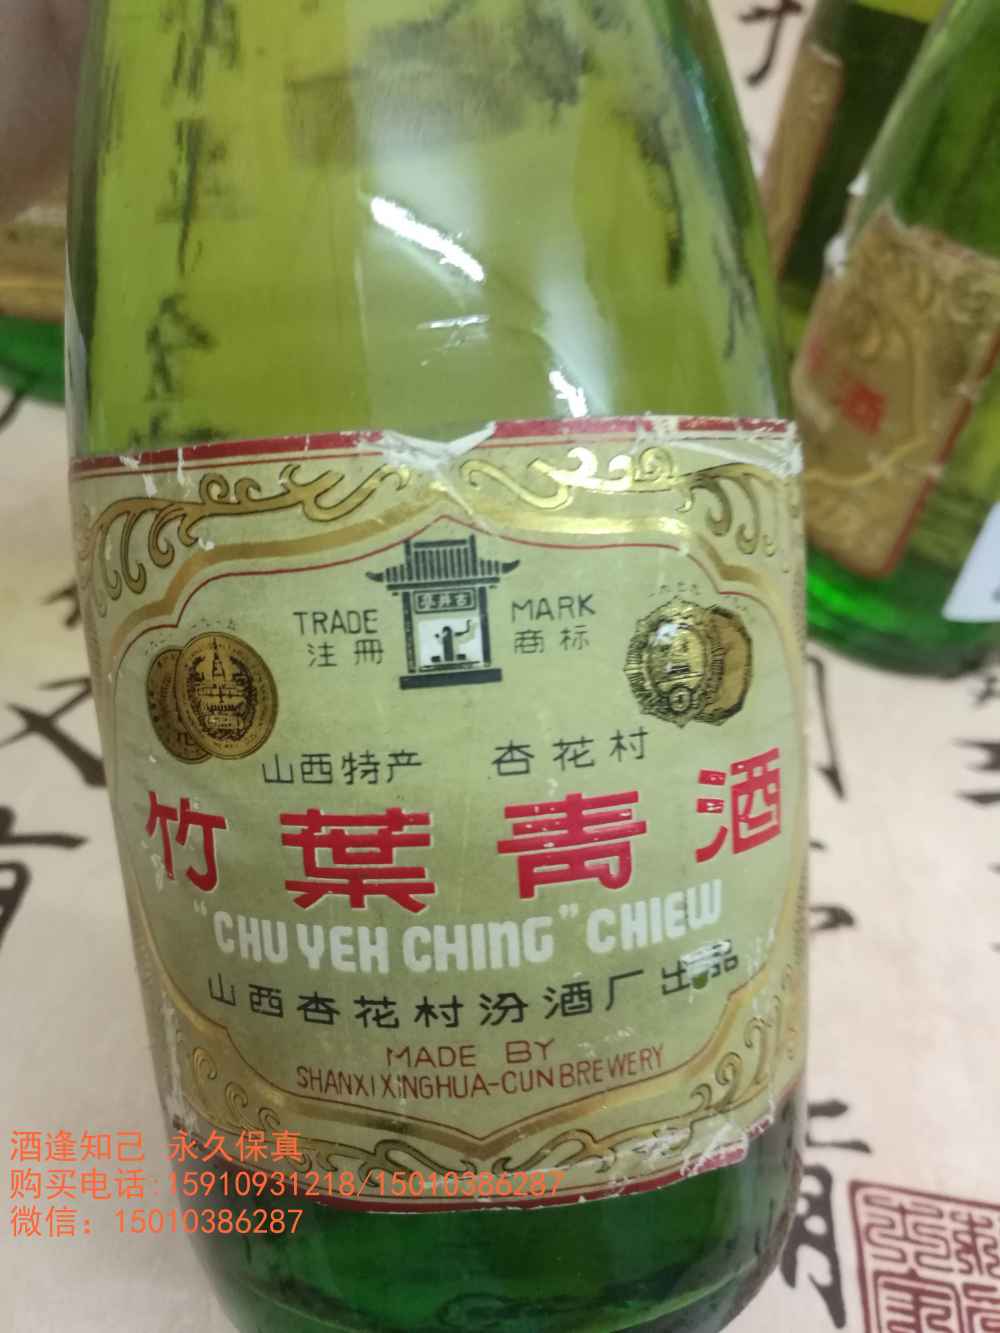 TRADE MARK
注册 商标
山西特产 杏花村
竹葉青酒
"CHU YEH CHING" CHIEW
山西杏花村汾酒厂出品
MADE BY
SHANXI XINGHUA-CUN BREWERY
酒逢知己 永久保真
购买电话:15910931218/15010386287
微信：15010386287